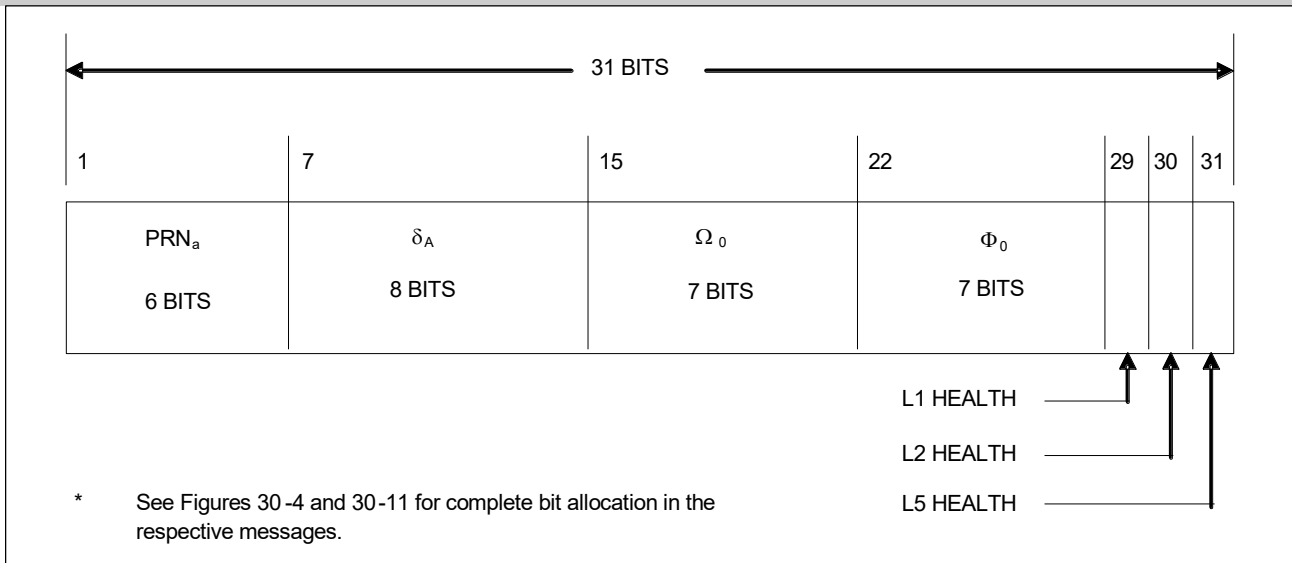 31 BITS
1 7 15 22 29 30 31
PRNₐ δ_A Ω₀ Φ₀
6 BITS 8 BITS 7 BITS 7 BITS
L1 HEALTH
L2 HEALTH
L5 HEALTH
* See Figures 30-4 and 30-11 for complete bit allocation in the
respective messages.